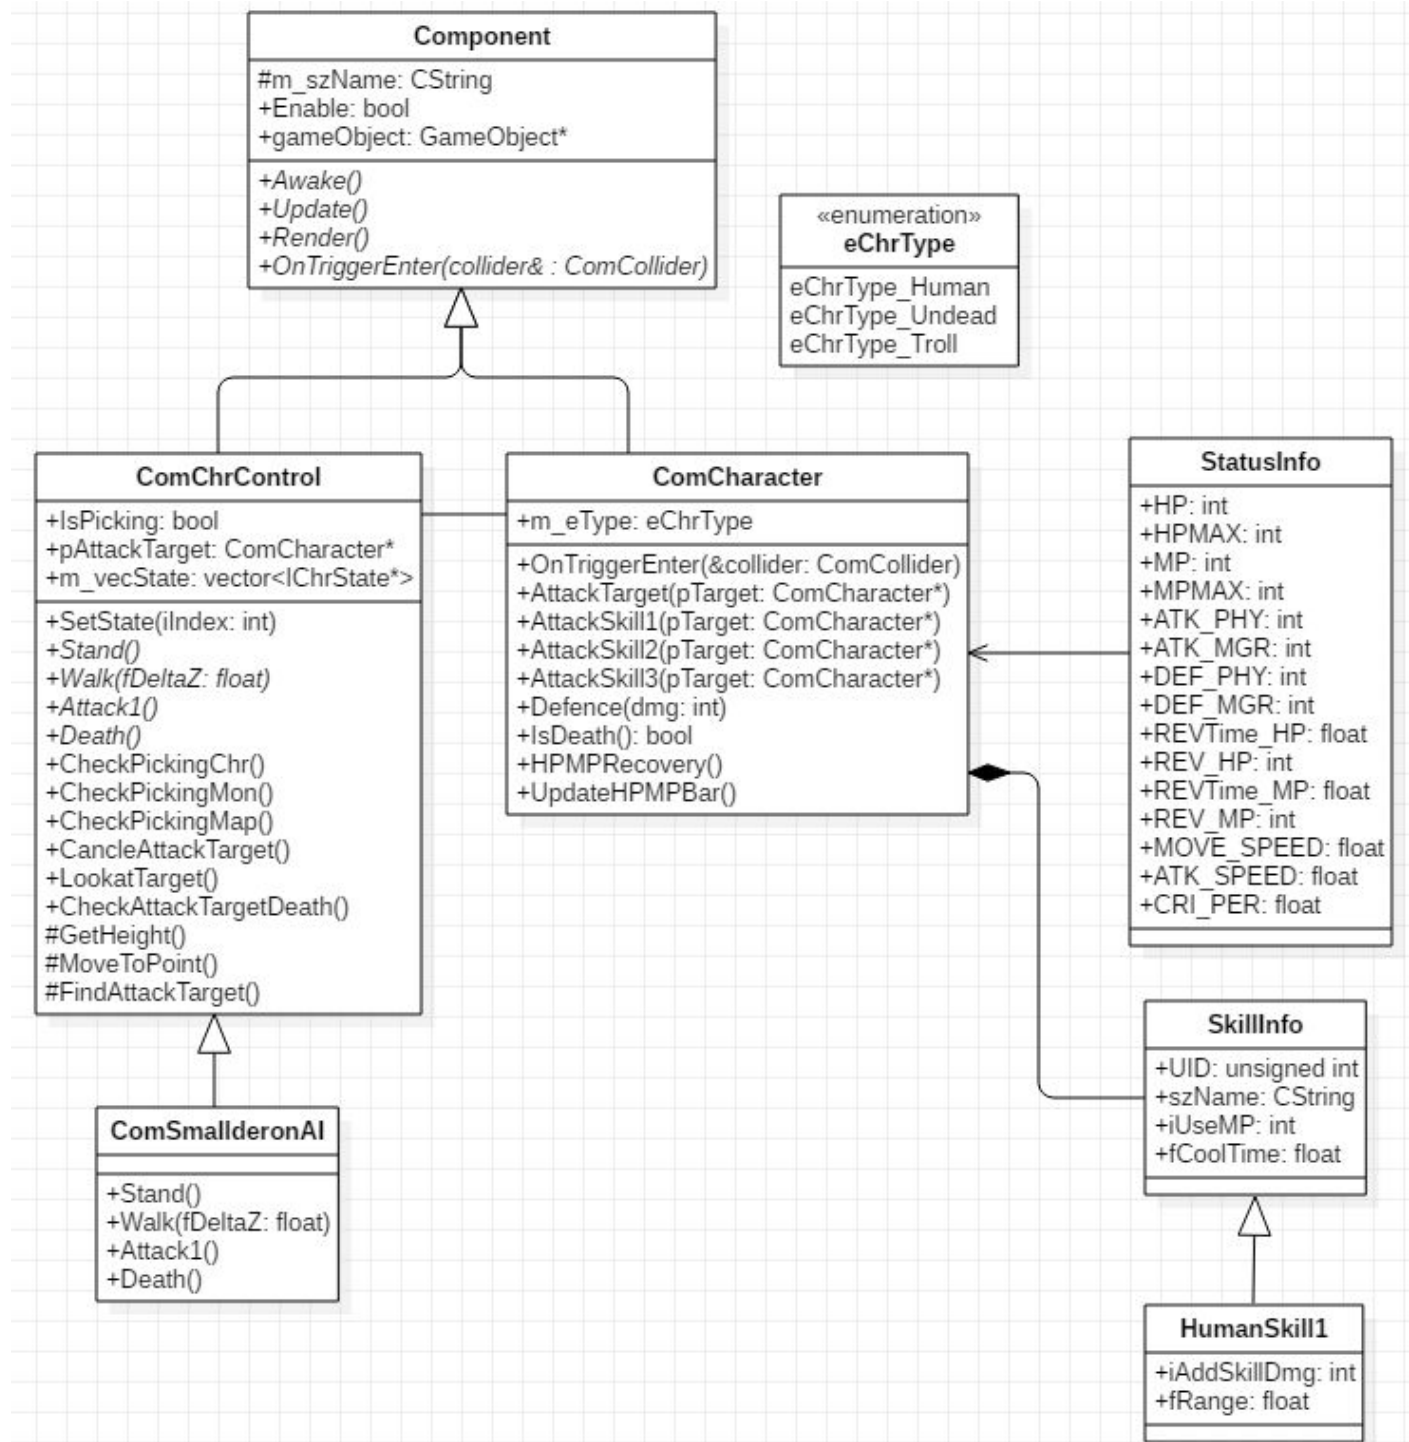 Component
#m_szName: CString
+Enable: bool
+gameObject: GameObject*
+Awake()
+Update()
+Render()
+OnTriggerEnter(collider& : ComCollider)
«enumeration»
eChrType
eChrType_Human
eChrType_Undead
eChrType_Troll
ComChrControl
+IsPicking: bool
+pAttackTarget: ComCharacter*
+m_vecState: vector<IChrState*>
+SetState(iIndex: int)
+Stand()
+Walk(fDeltaZ: float)
+Attack1()
+Death()
+CheckPickingChr()
+CheckPickingMon()
+CheckPickingMap()
+CancleAttackTarget()
+LookatTarget()
+CheckAttackTargetDeath()
#GetHeight()
#MoveToPoint()
#FindAttackTarget()
ComCharacter
+m_eType: eChrType
+OnTriggerEnter(&collider: ComCollider)
+AttackTarget(pTarget: ComCharacter*)
+AttackSkill1(pTarget: ComCharacter*)
+AttackSkill2(pTarget: ComCharacter*)
+AttackSkill3(pTarget: ComCharacter*)
+Defence(dmg: int)
+IsDeath(): bool
+HPMPRecovery()
+UpdateHPMPBar()
StatusInfo
+HP: int
+HPMAX: int
+MP: int
+MPMAX: int
+ATK_PHY: int
+ATK_MGR: int
+DEF_PHY: int
+DEF_MGR: int
+REVTime_HP: float
+REV_HP: int
+REVTime_MP: float
+REV_MP: int
+MOVE_SPEED: float
+ATK_SPEED: float
+CRI_PER: float
ComSmallderonAI
+Stand()
+Walk(fDeltaZ: float)
+Attack1()
+Death()
SkillInfo
+UID: unsigned int
+szName: CString
+iUseMP: int
+fCoolTime: float
HumanSkill1
+iAddSkillDmg: int
+fRange: float